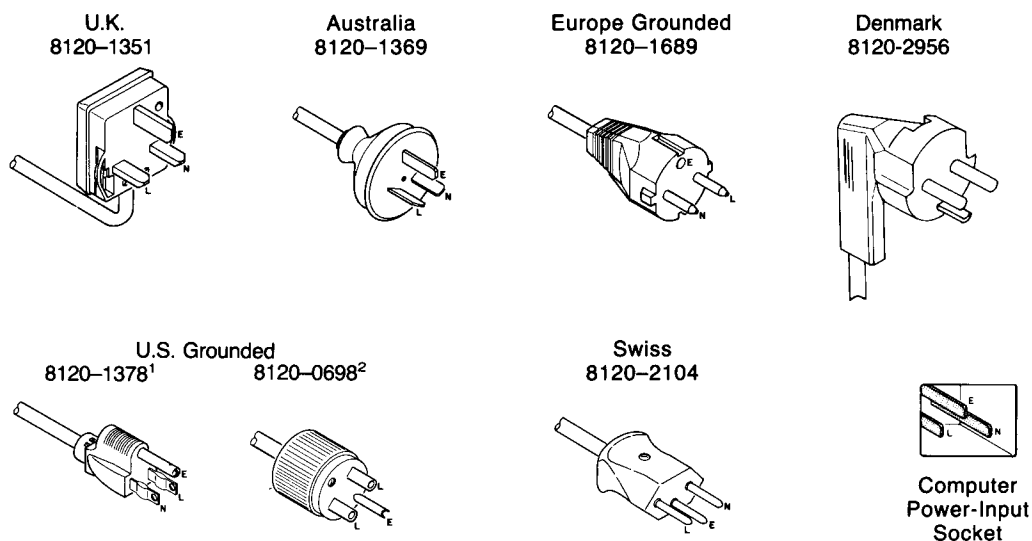 U.K.
8120–1351
Australia
8120–1369
Europe Grounded
8120–1689
Denmark
8120-2956
E
N
L
E
N
L
E
L
N
U.S. Grounded
8120–1378¹
8120–0698²
Swiss
8120–2104
E
L
N
L
E
L
N
E
L
E
L
N
Computer
Power-Input
Socket